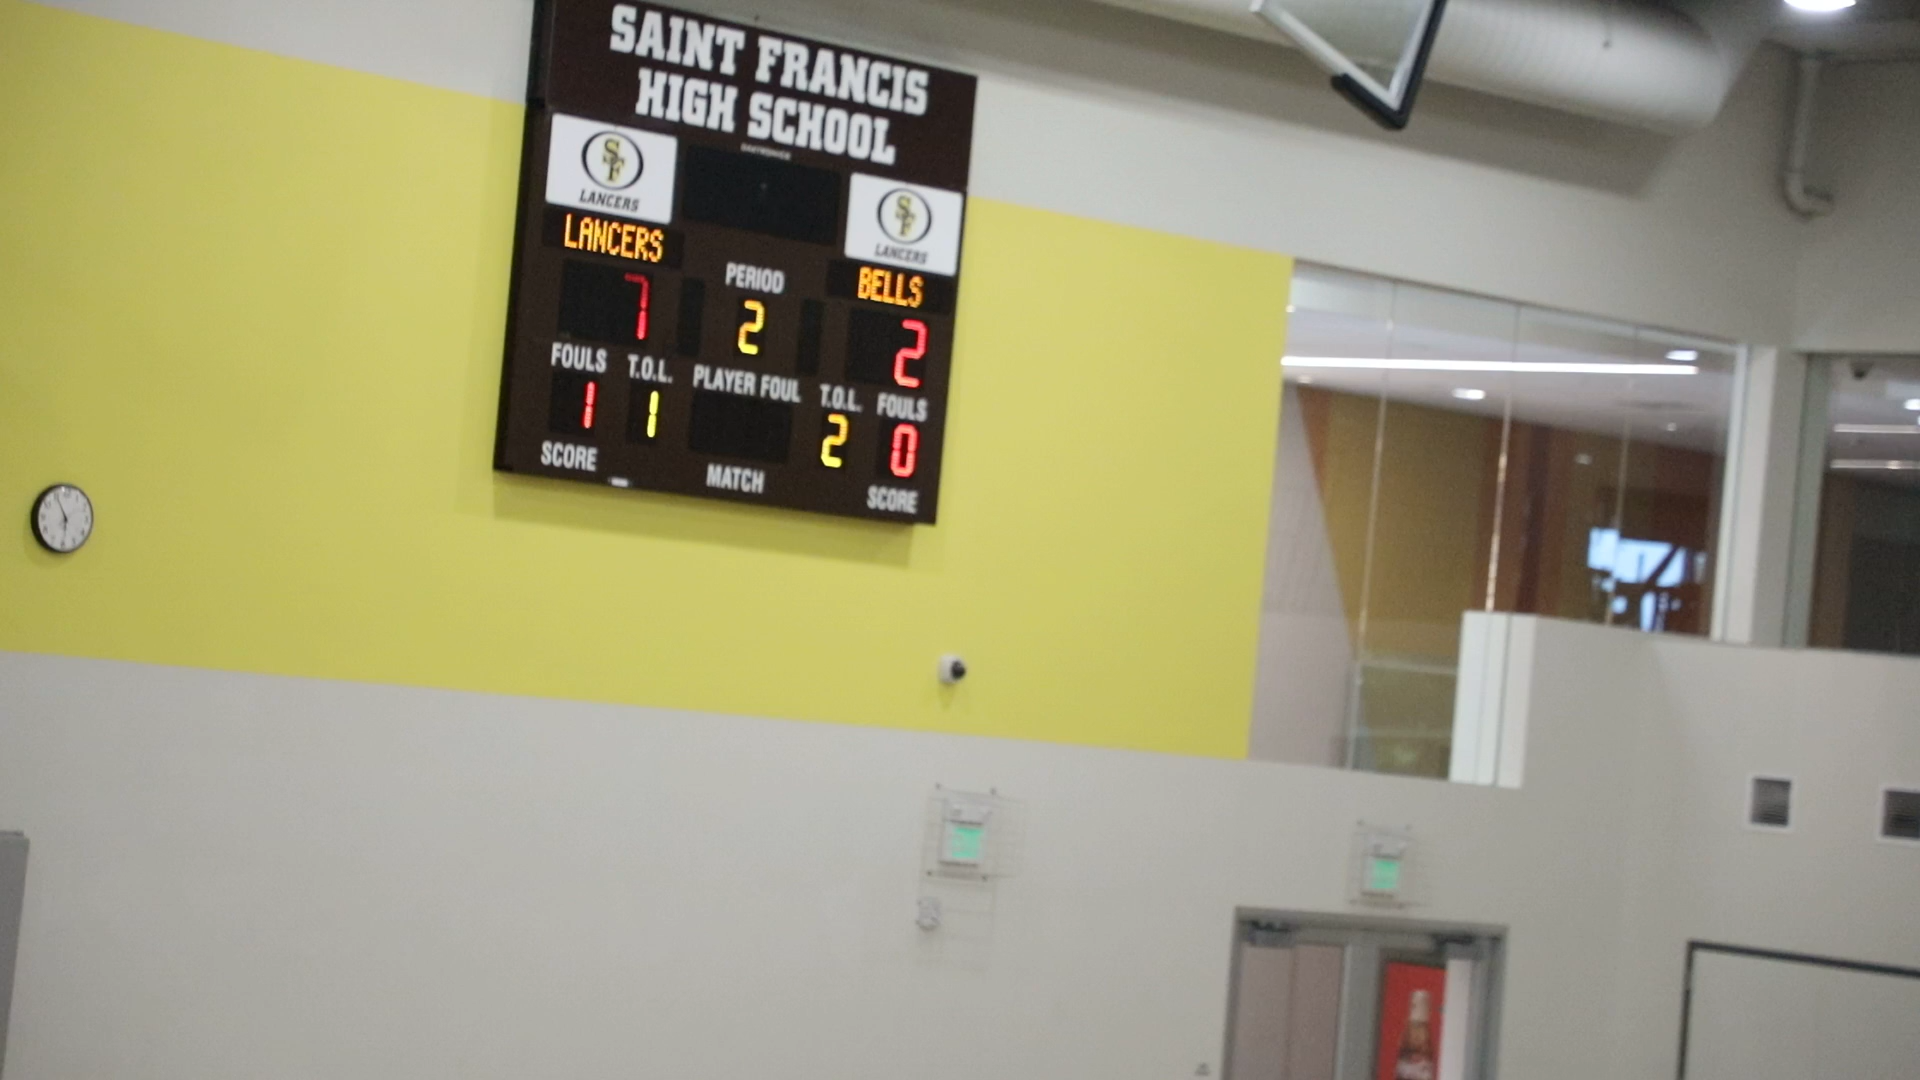 SAINT FRANCIS
HIGH SCHOOL
DAKTRONICS
SF
LANCERS
SF
LANCERS
LANCERS
BELLS
PERIOD
7
2
2
FOULS
T.O.L.
PLAYER FOUL
T.O.L.
FOULS
1
1
2
0
SCORE
MATCH
SCORE